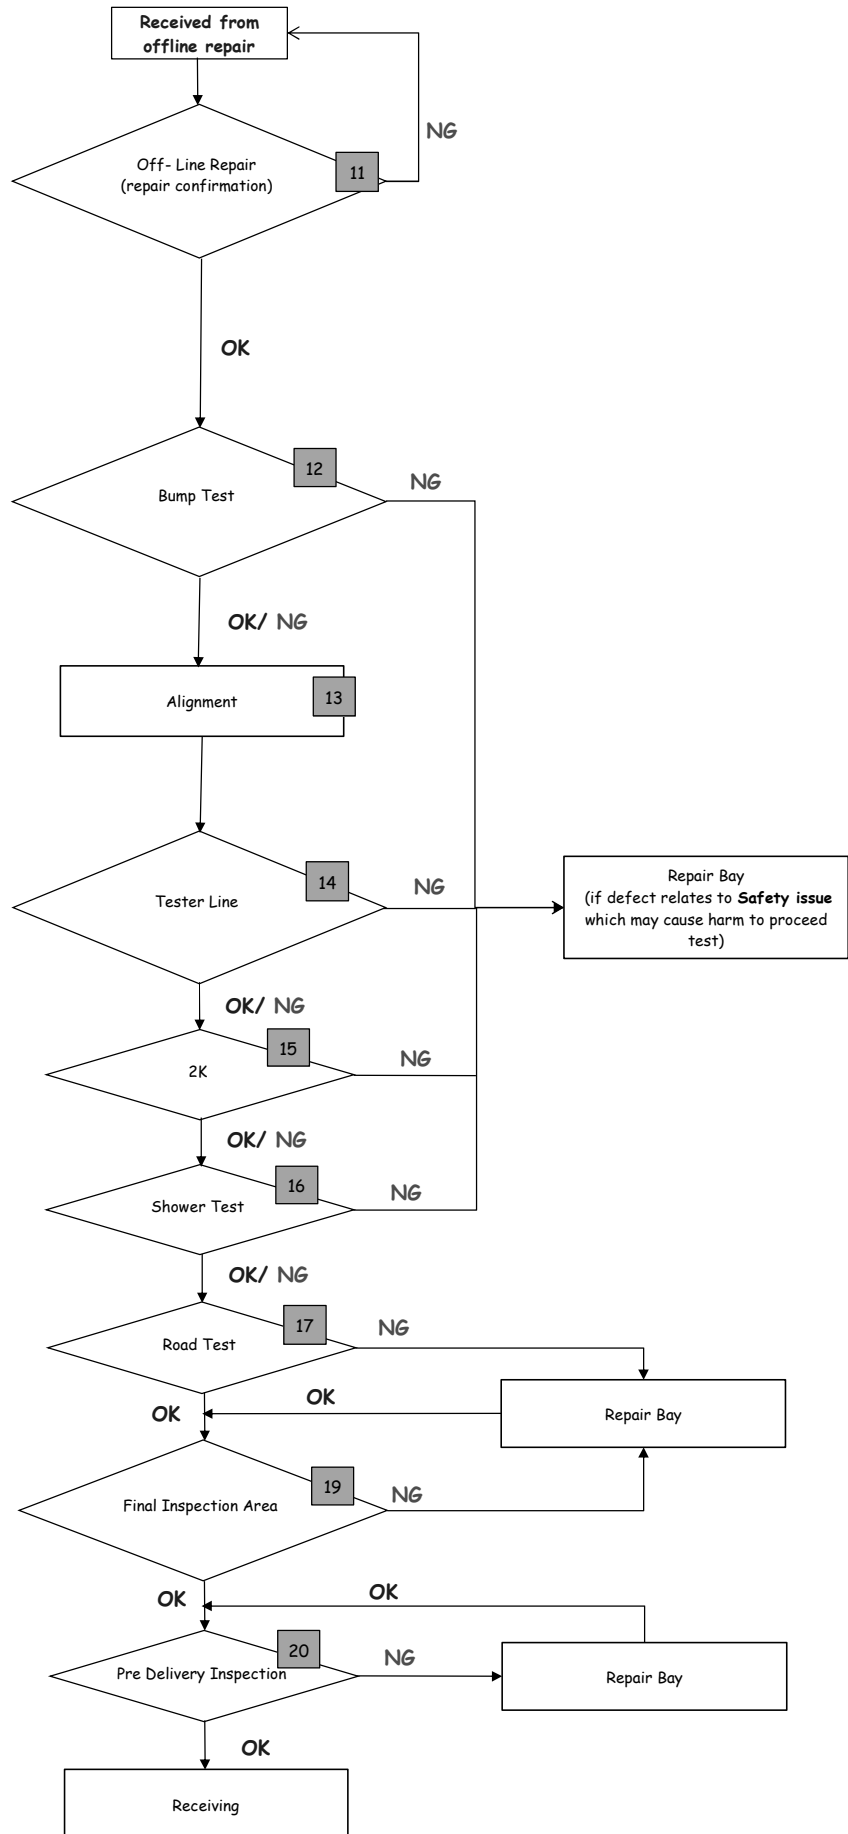 Received from
offline repair
NG
Off- Line Repair
(repair confirmation)
11
OK
12
NG
Bump Test
OK/ NG
13
Alignment
14
NG
Tester Line
Repair Bay
(if defect relates to Safety issue
which may cause harm to proceed
test)
OK/ NG
15
NG
2K
OK/ NG
16
NG
Shower Test
OK/ NG
17
NG
Road Test
OK
OK
Repair Bay
19
NG
Final Inspection Area
OK
OK
20
NG
Pre Delivery Inspection
Repair Bay
OK
Receiving